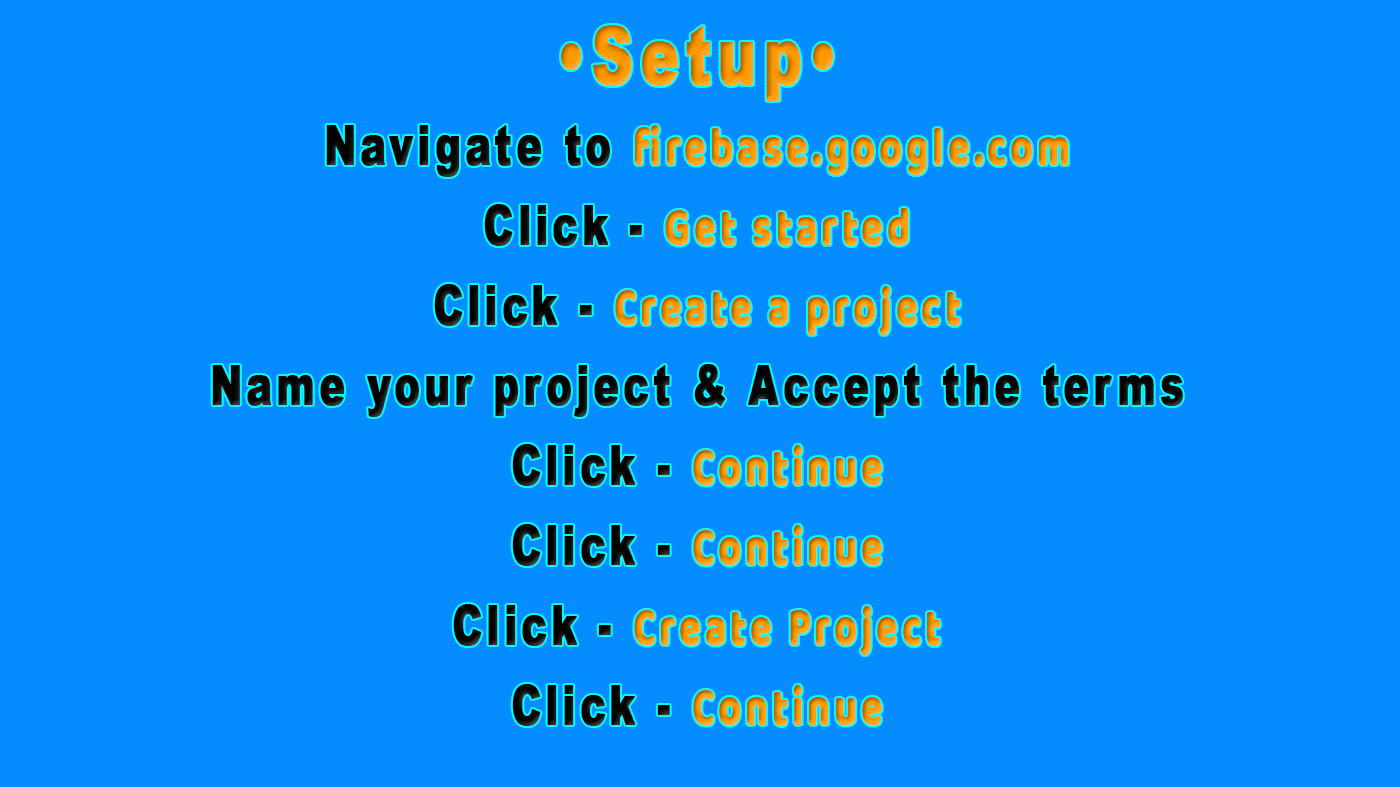 •Setup•
Navigate to firebase.google.com
Click - Get started
Click - Create a project
Name your project & Accept the terms
Click - Continue
Click - Continue
Click - Create Project
Click - Continue